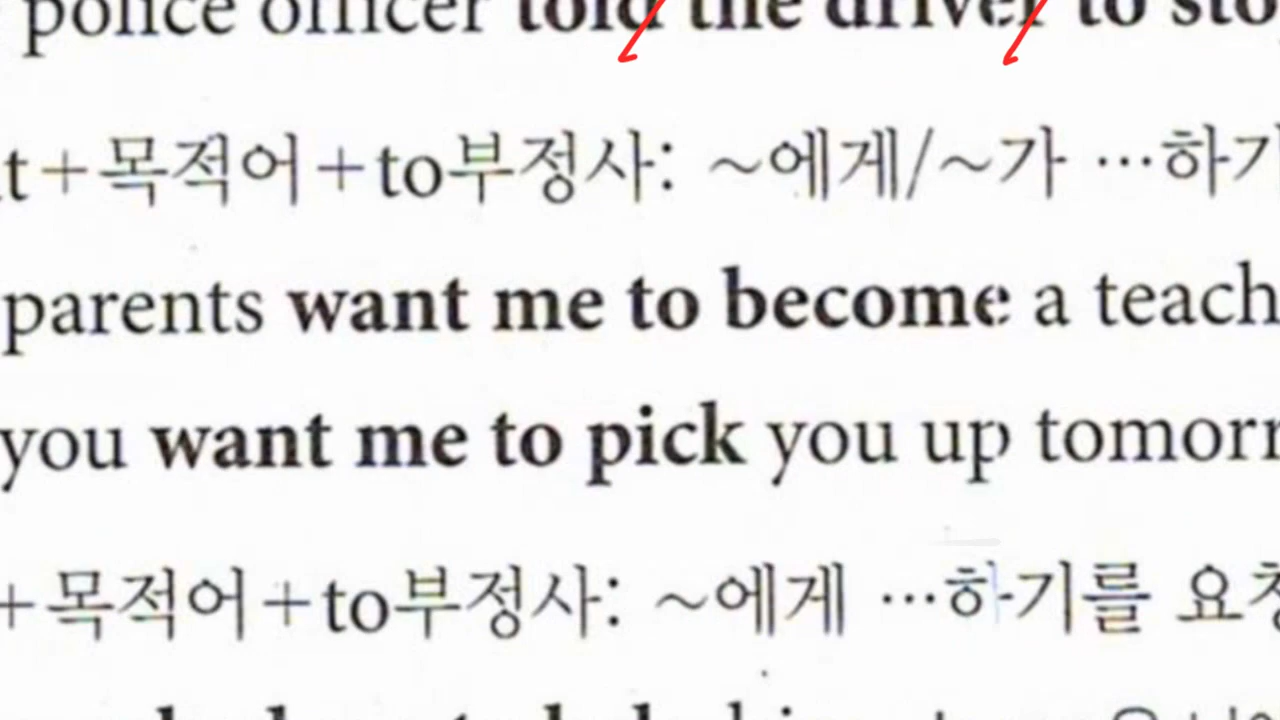 police officer told the driver to sto
t+목적어+to부정사: ~에게/~가 …하기
parents want me to become a teach
you want me to pick you up tomorr
+목적어+to부정사: ~에게 …하기를 요청